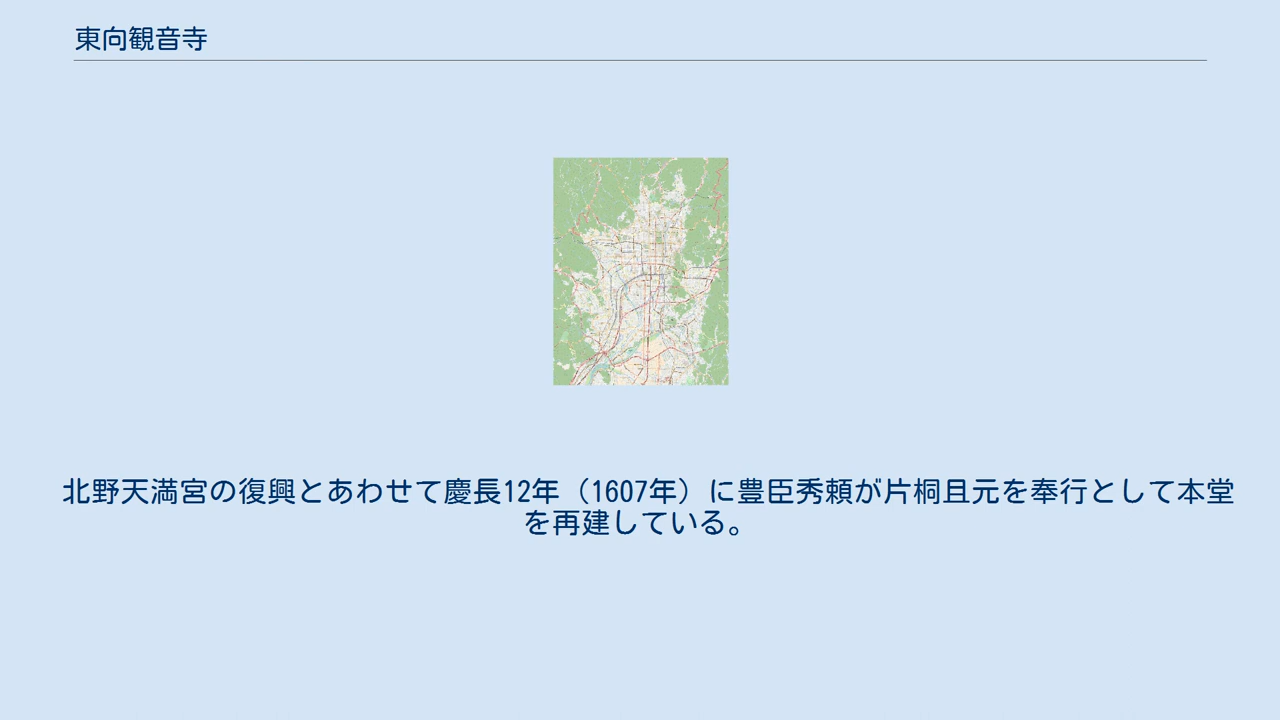 東向観音寺
北野天満宮の復興とあわせて慶長12年（1607年）に豊臣秀頼が片桐且元を奉行として本堂
を再建している。